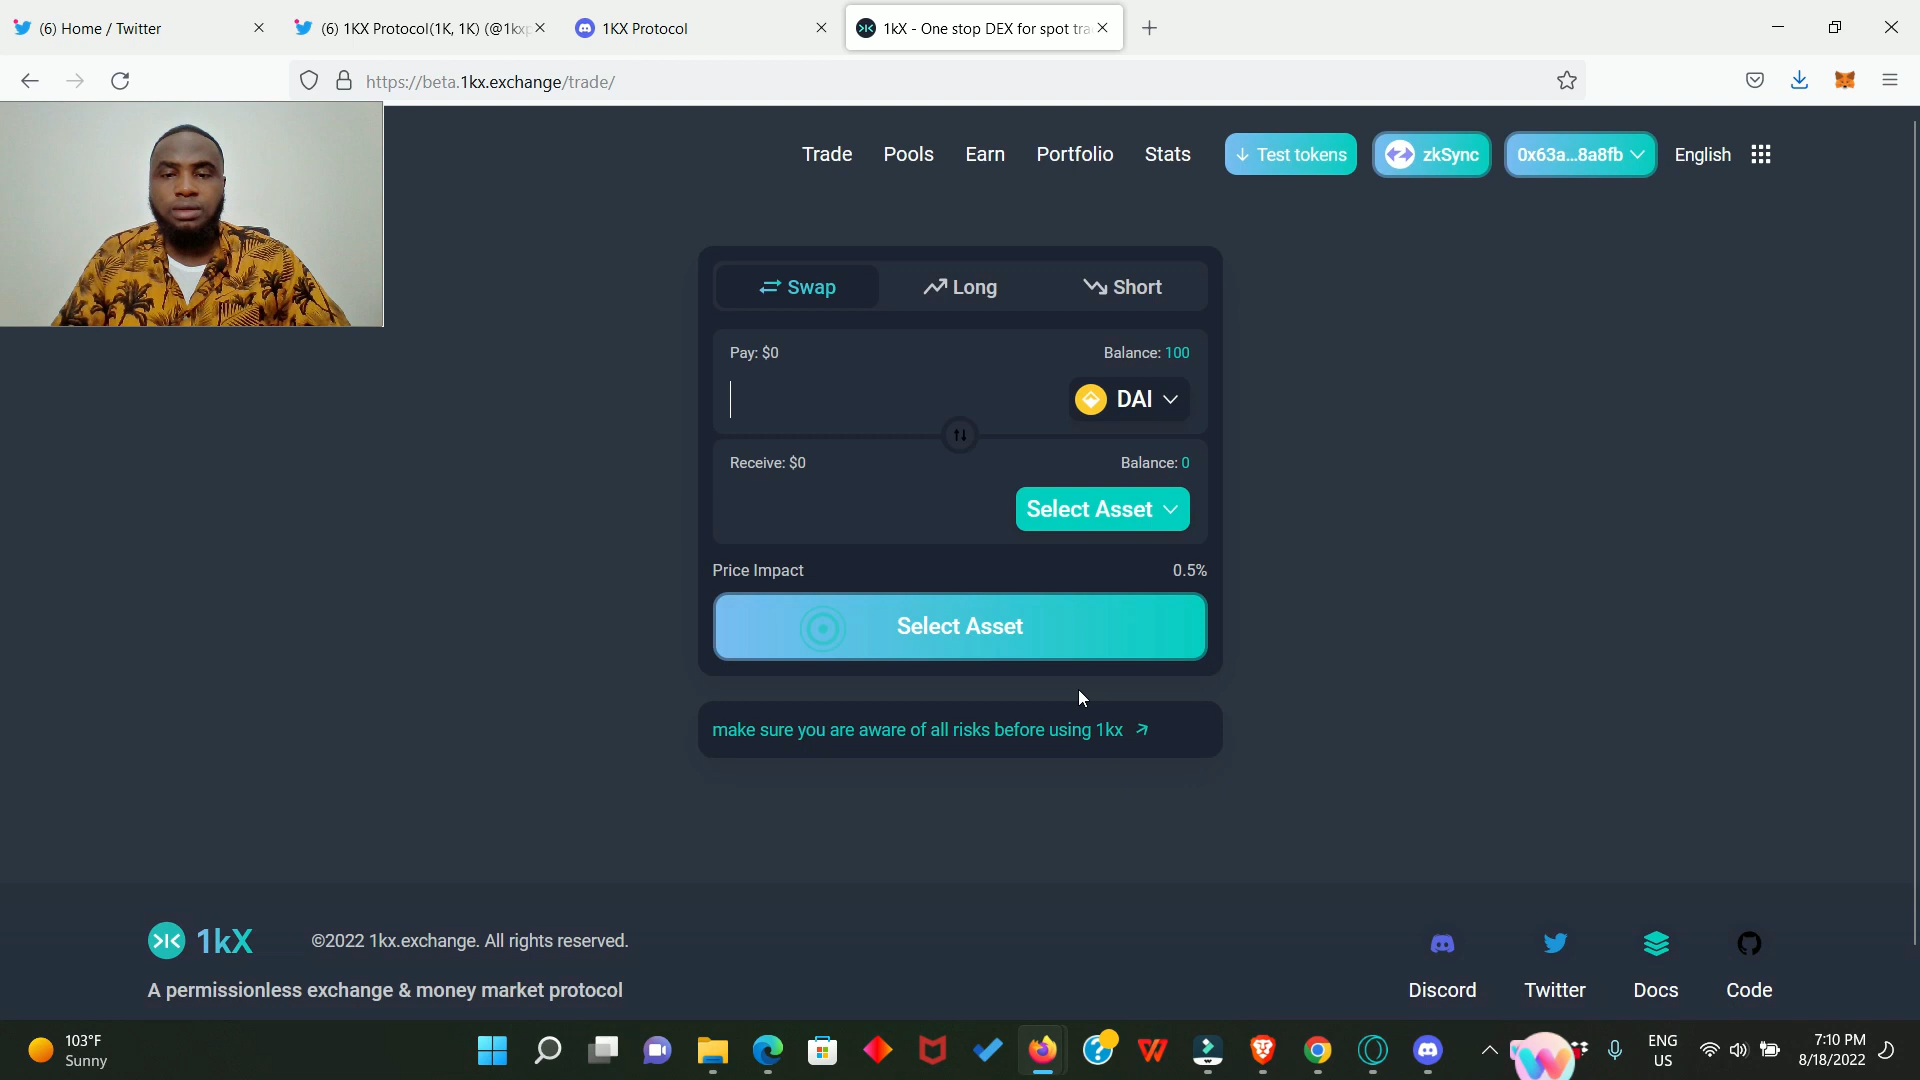 (6) Home / Twitter
(6) 1KX Protocol(1K, 1K) (@1kxp
1KX Protocol
1kX - One stop DEX for spot tra
https://beta.1kx.exchange/trade/
Trade
Pools
Earn
Portfolio
Stats
Test tokens
zkSync
0x63a...8a8fb
English
Swap
Long
Short
Pay: $0
Balance: 100
DAI
Receive: $0
Balance: 0
Select Asset
Price Impact
0.5%
Select Asset
make sure you are aware of all risks before using 1kx
1kX
©2022 1kx.exchange. All rights reserved.
A permissionless exchange & money market protocol
Discord
Twitter
Docs
Code
103°F
Sunny
ENG
US
7:10 PM
8/18/2022